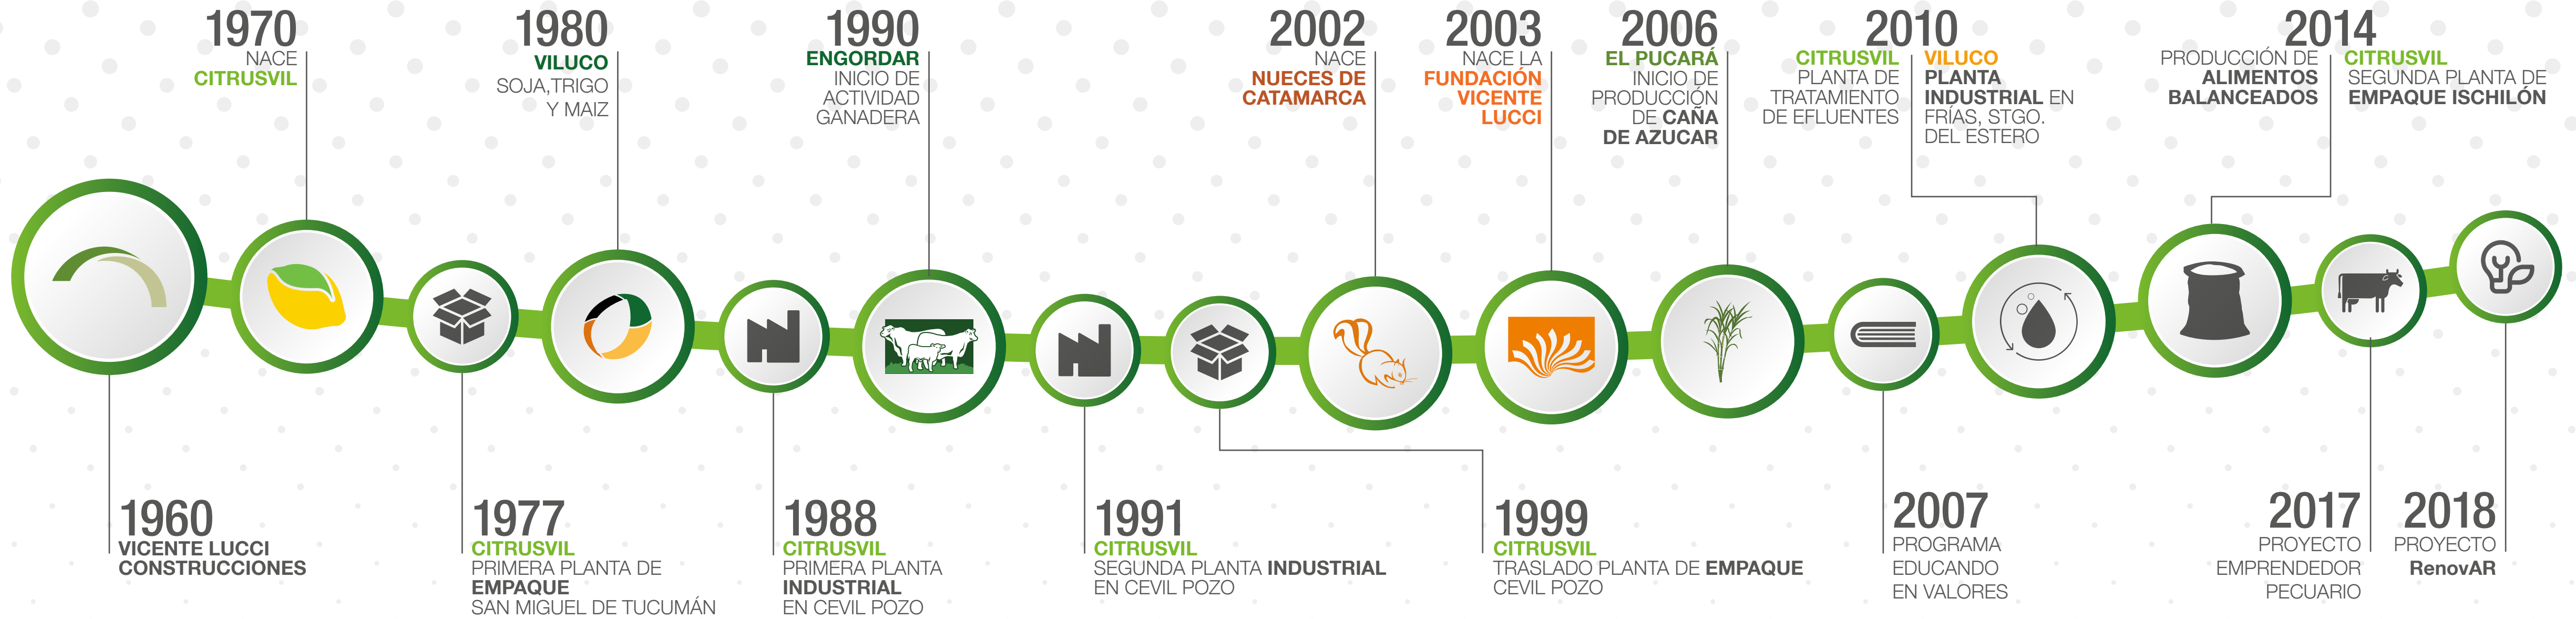 1970
NACE
CITRUSVIL
1980
VILUCO
SOJA,TRIGO
Y MAIZ
1990
ENGORDAR
INICIO DE
ACTIVIDAD
GANADERA
2002
NACE
NUECES DE
CATAMARCA
2003
NACE LA
FUNDACIÓN
VICENTE
LUCCI
2006
EL PUCARÁ
INICIO DE
PRODUCCIÓN
DE CAÑA
DE AZUCAR
2010
CITRUSVIL
PLANTA DE
TRATAMIENTO
DE EFLUENTES
VILUCO
PLANTA
INDUSTRIAL EN
FRÍAS, STGO.
DEL ESTERO
2014
PRODUCCIÓN DE
ALIMENTOS
BALANCEADOS
CITRUSVIL
SEGUNDA PLANTA DE
EMPAQUE ISCHILÓN
1960
VICENTE LUCCI
CONSTRUCCIONES
1977
CITRUSVIL
PRIMERA PLANTA DE
EMPAQUE
SAN MIGUEL DE TUCUMÁN
1988
CITRUSVIL
PRIMERA PLANTA
INDUSTRIAL
EN CEVIL POZO
1991
CITRUSVIL
SEGUNDA PLANTA INDUSTRIAL
EN CEVIL POZO
1999
CITRUSVIL
TRASLADO PLANTA DE EMPAQUE
CEVIL POZO
2007
PROGRAMA
EDUCANDO
EN VALORES
2017
PROYECTO
EMPRENDEDOR
PECUARIO
2018
PROYECTO
RenovAR